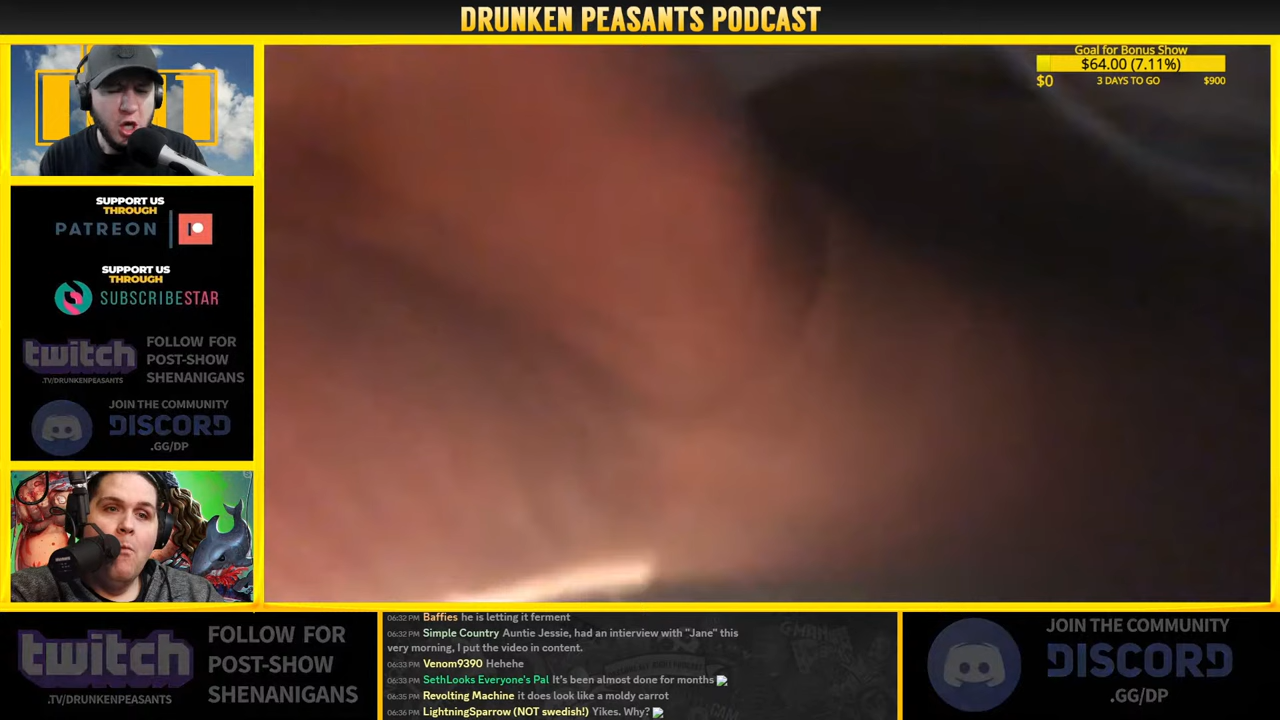 DRUNKEN PEASANTS PODCAST
Goal for Bonus Show
$64.00 (7.11%)
$0
3 DAYS TO GO
$900
SUPPORT US
THROUGH
PATREON
SUPPORT US
THROUGH
SUBSCRIBESTAR
twitch
.TV/DRUNKENPEASANTS
FOLLOW FOR
POST-SHOW
SHENANIGANS
JOIN THE COMMUNITY
DISCORD
.GG/DP
twitch
.TV/DRUNKENPEASANTS
FOLLOW FOR
POST-SHOW
SHENANIGANS
06:32 PM Baffies he is letting it ferment
06:32 PM Simple Country Auntie Jessie, had an interview with "Jane" this
very morning, I put the video in content.
06:33 PM Venom9390 Hehehe
06:33 PM SethLooks Everyone's Pal It's been almost done for months
06:35 PM Revolting Machine it does look like a moldy carrot
06:36 PM LightningSparrow (NOT swedish!) Yikes. Why?
JOIN THE COMMUNITY
DISCORD
.GG/DP